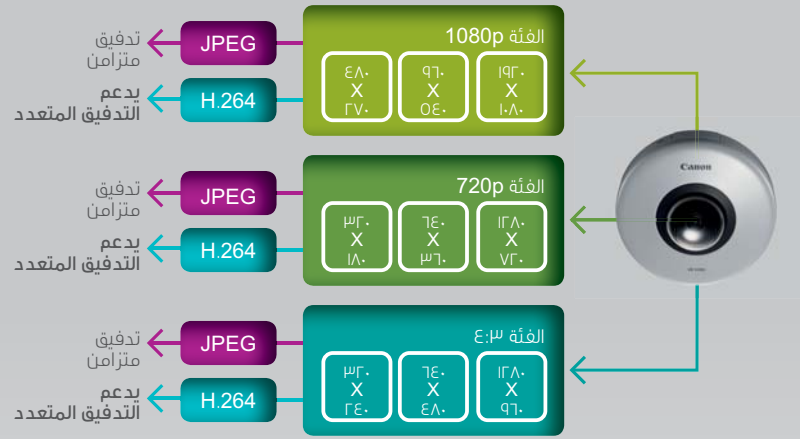 الفئة 1080p
١٩٢٠
X
١٠٨٠
٩٦٠
X
٥٤٠
٤٨٠
X
٢٧٠
JPEG
تدفيق
متزامن
H.264
يدعم
التدفيق المتعدد
Canon
الفئة 720p
١٢٨٠
X
٧٢٠
٦٤٠
X
٣٦٠
٣٢٠
X
١٨٠
JPEG
تدفيق
متزامن
H.264
يدعم
التدفيق المتعدد
الفئة ٤:٣
١٢٨٠
X
٩٦٠
٦٤٠
X
٤٨٠
٣٢٠
X
٢٤٠
JPEG
تدفيق
متزامن
H.264
يدعم
التدفيق المتعدد